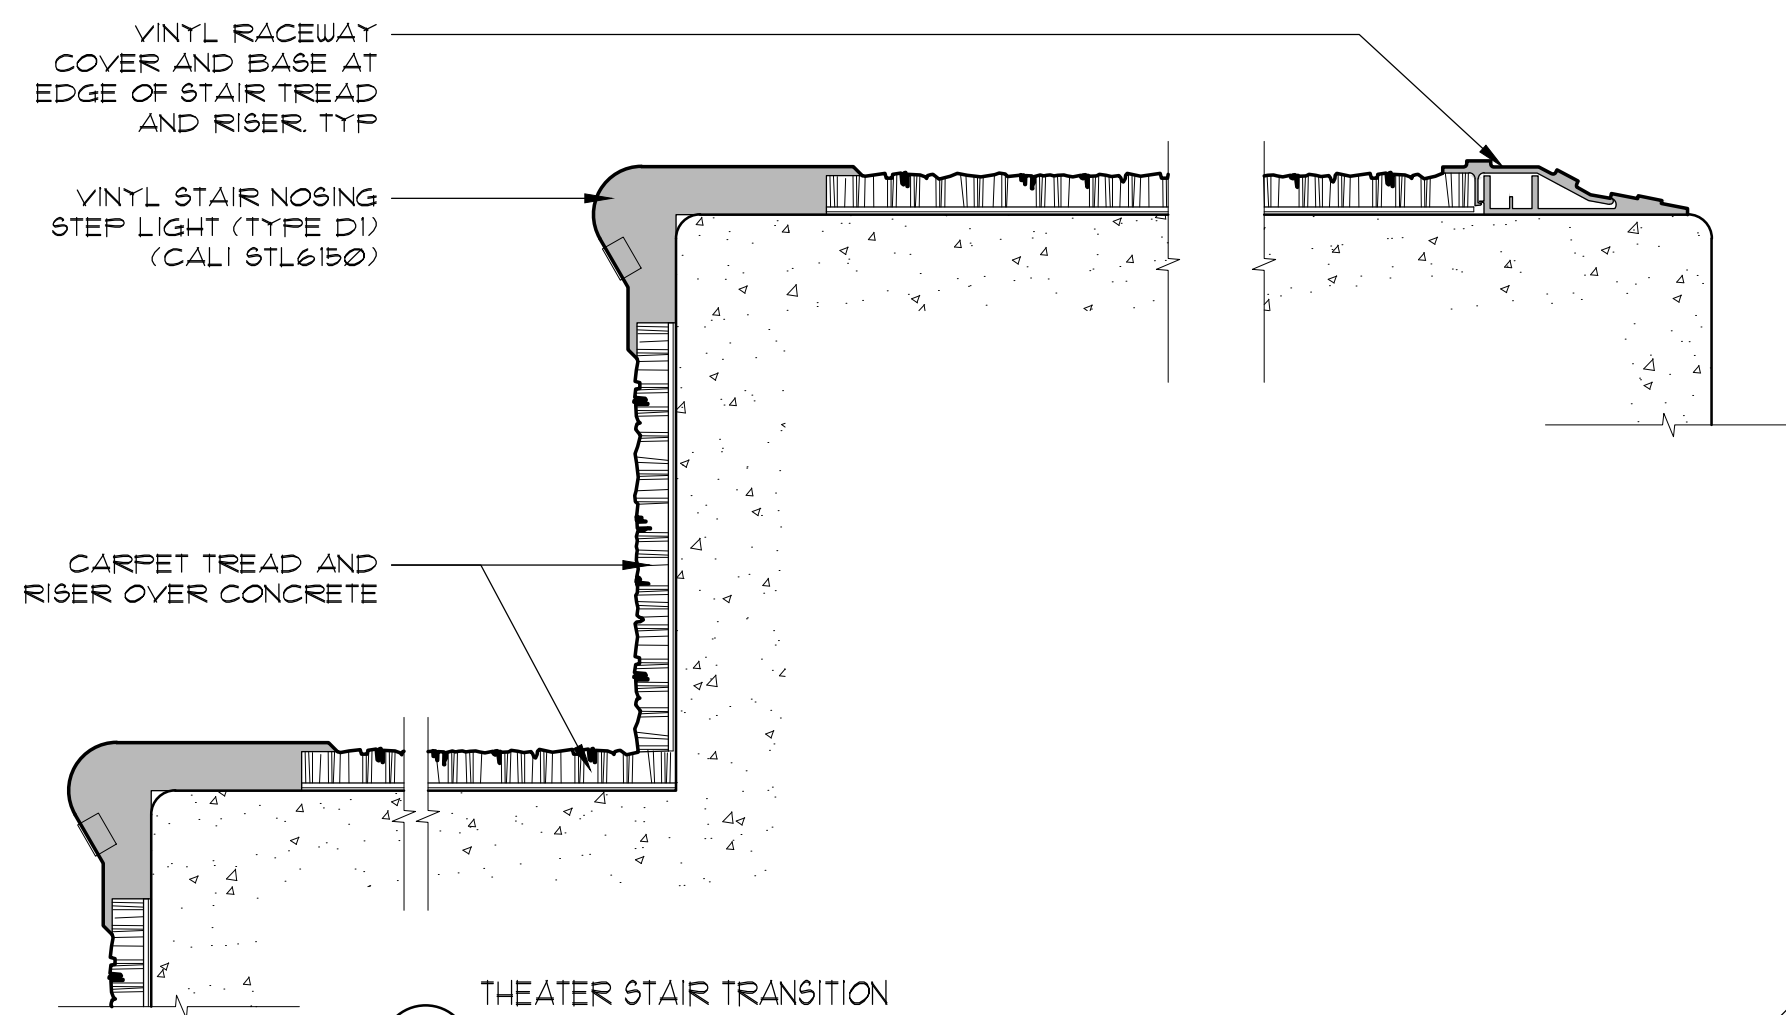 VINYL RACEWAY
COVER AND BASE AT
EDGE OF STAIR TREAD
AND RISER. TYP
VINYL STAIR NOSING
STEP LIGHT (TYPE D1)
(CALI STL6150)
CARPET TREAD AND
RISER OVER CONCRETE
THEATER STAIR TRANSITION